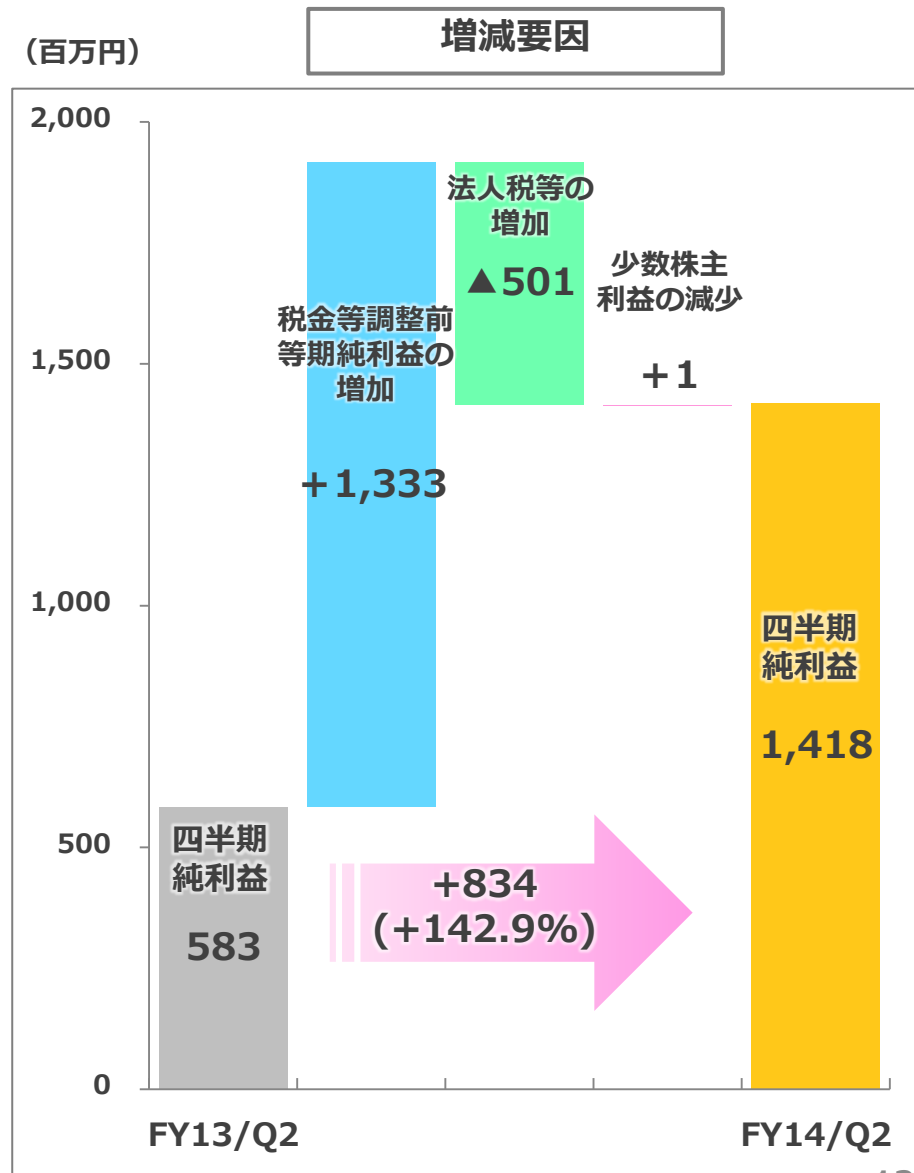 増減要因
（百万円）
2,000
1,500
1,000
500
0
税金等調整前
等期純利益の
増加
＋1,333
法人税等の
増加
▲501
少数株主
利益の減少
＋1
四半期
純利益
583
+834
(+142.9%)
四半期
純利益
1,418
FY13/Q2
FY14/Q2